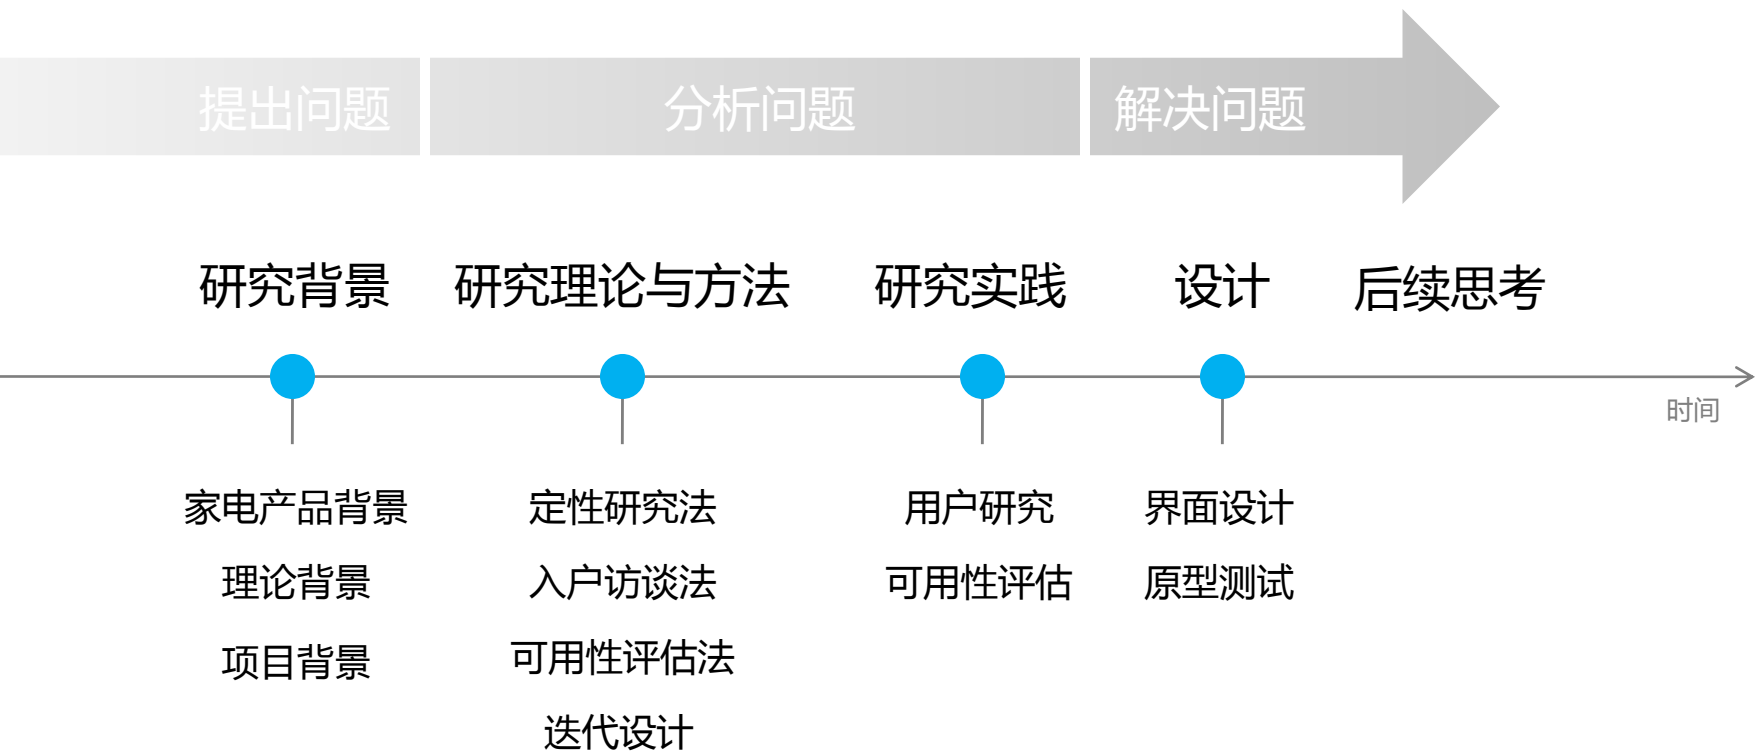 提出问题 分析问题 解决问题
研究背景 研究理论与方法 研究实践 设计 后续思考
时间
家电产品背景 定性研究法 用户研究 界面设计
理论背景 入户访谈法 可用性评估 原型测试
项目背景 可用性评估法
迭代设计